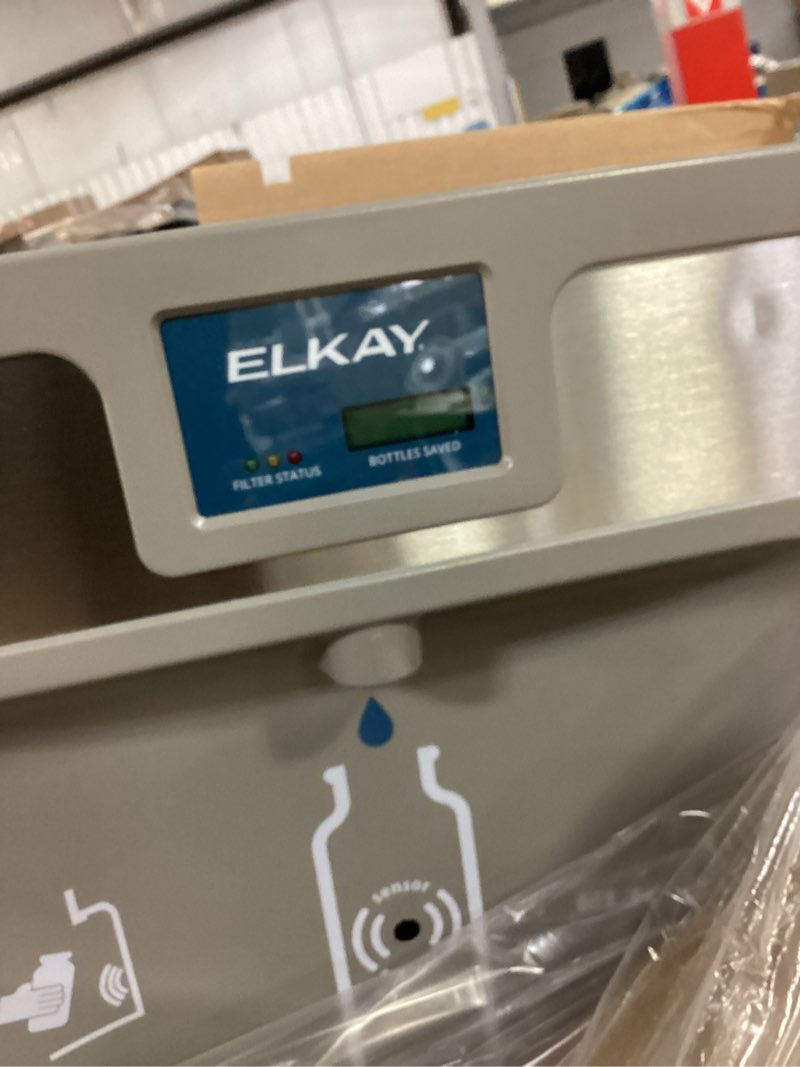 ELKAY
BOTTLES SAVED
FILTER STATUS
sensor